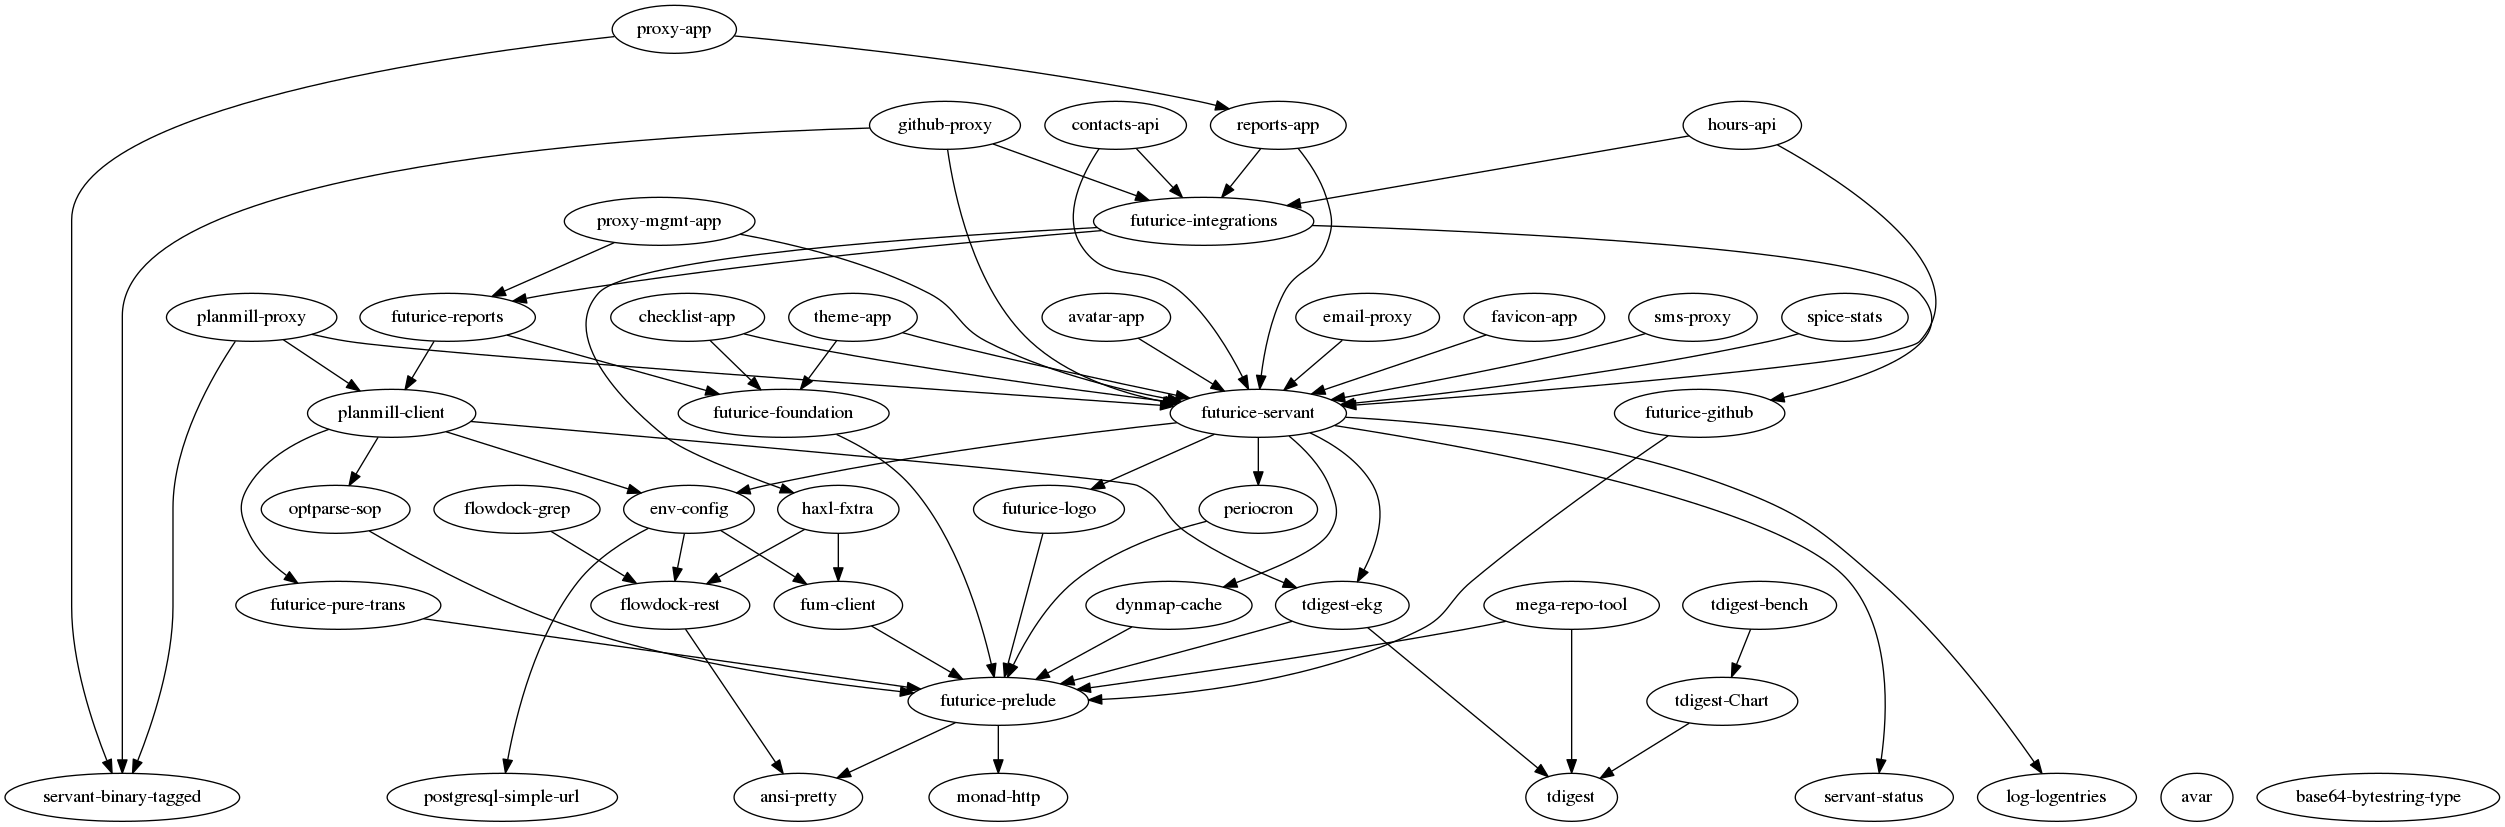 proxy-app
github-proxy
contacts-api
reports-app
hours-api
proxy-mgmt-app
futurice-integrations
planmill-proxy
futurice-reports
checklist-app
theme-app
avatar-app
email-proxy
favicon-app
sms-proxy
spice-stats
planmill-client
futurice-foundation
futurice-servant
futurice-github
optparse-sop
flowdock-grep
env-config
haxl-fxtra
futurice-logo
periocron
futurice-pure-trans
flowdock-rest
fum-client
dynmap-cache
tdigest-ekg
mega-repo-tool
tdigest-bench
futurice-prelude
tdigest-Chart
servant-binary-tagged
postgresql-simple-url
ansi-pretty
monad-http
tdigest
servant-status
log-logentries
avar
base64-bytestring-type